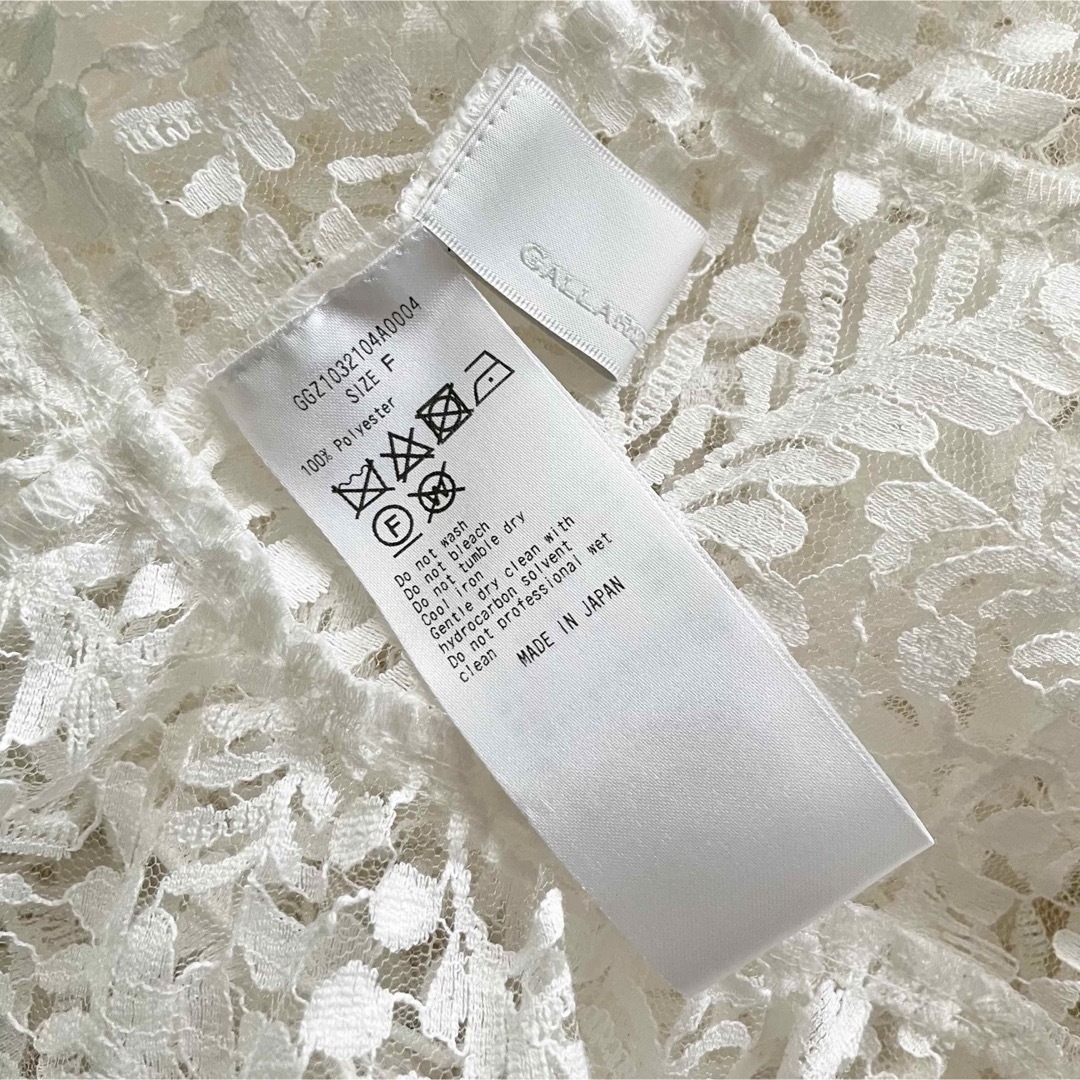 GALLAR
GGZ1032104A0004
SIZE F
100% Polyester
F
W
Do not wash
Do not bleach
Do not tumble dry
Cool iron
Gentle dry clean with
hydrocarbon solvent
Do not professional wet
clean
MADE IN JAPAN